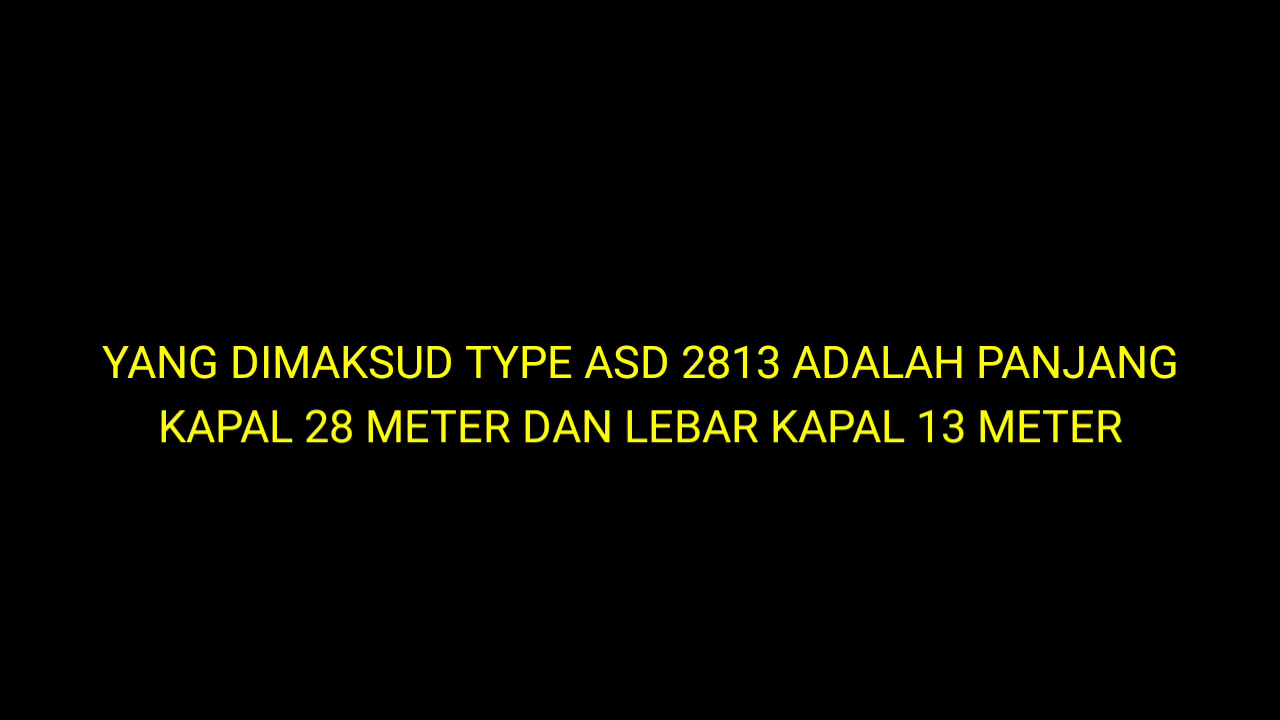 YANG DIMAKSUD TYPE ASD 2813 ADALAH PANJANG
KAPAL 28 METER DAN LEBAR KAPAL 13 METER